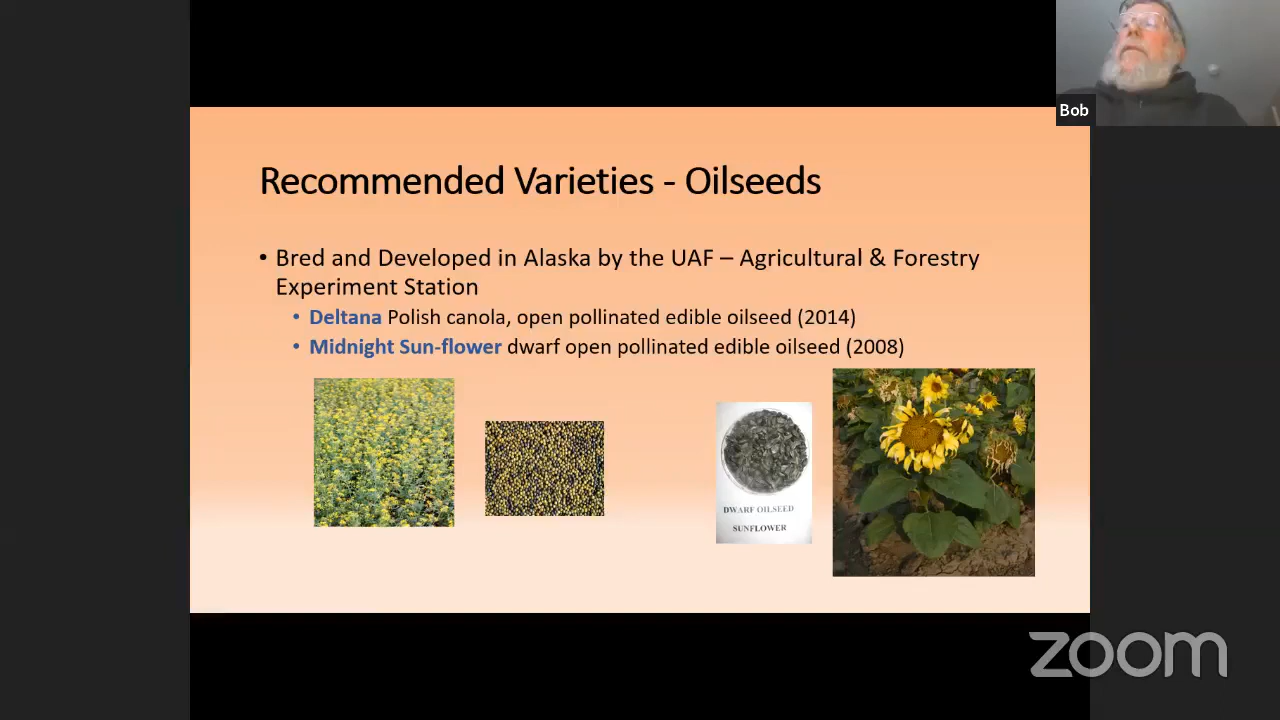 Bob
Recommended Varieties - Oilseeds
• Bred and Developed in Alaska by the UAF – Agricultural & Forestry
Experiment Station
• Deltana Polish canola, open pollinated edible oilseed (2014)
• Midnight Sun-flower dwarf open pollinated edible oilseed (2008)
DWARF OILSEED
SUNFLOWER
zoom